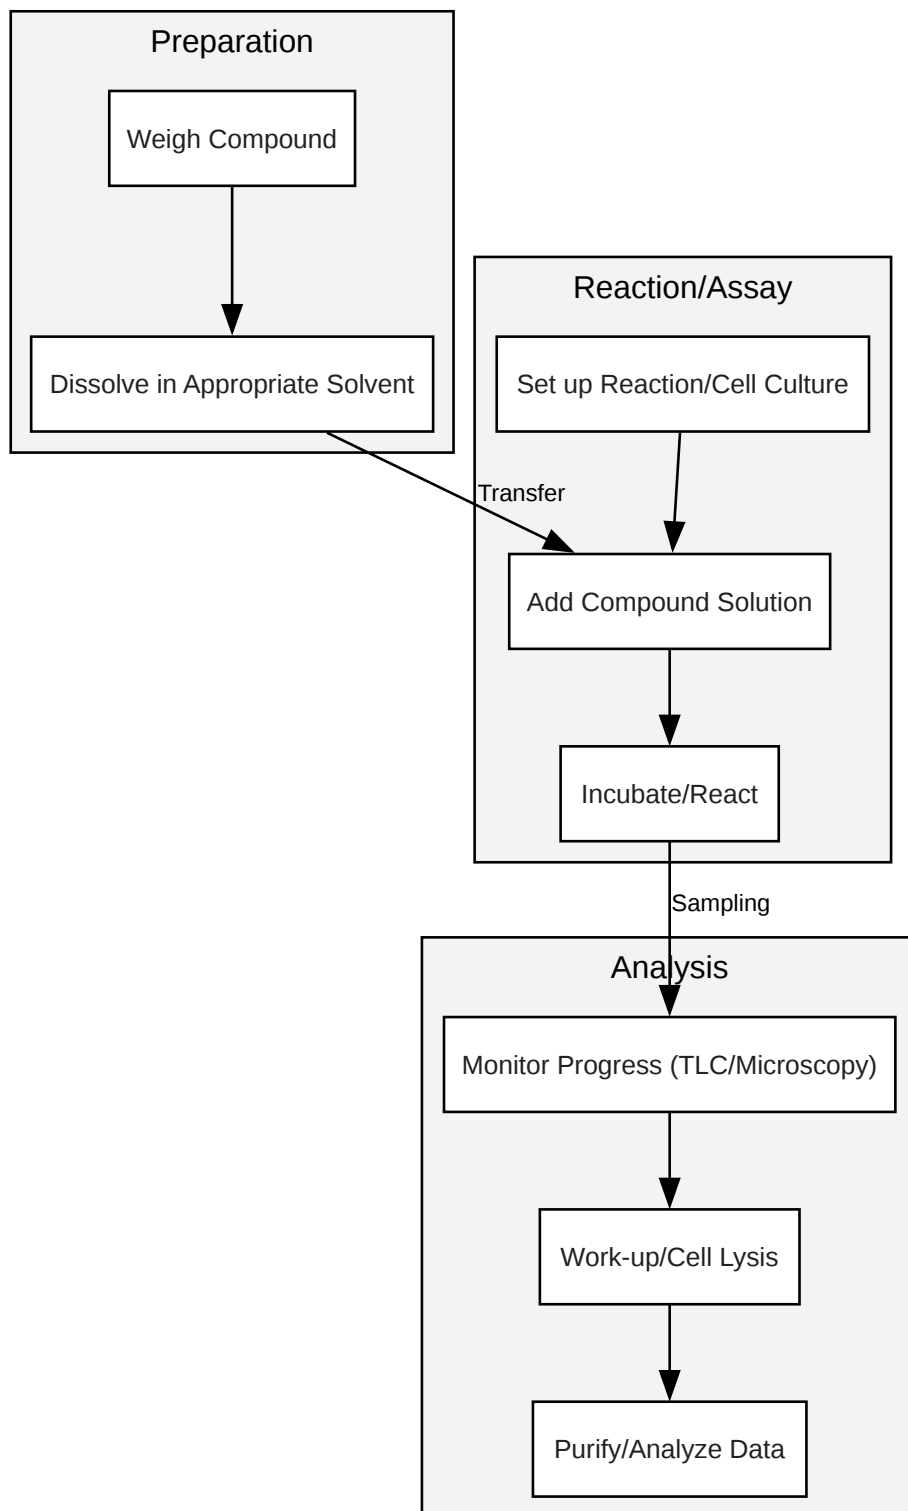 Preparation
Weigh Compound
Dissolve in Appropriate Solvent
Reaction/Assay
Set up Reaction/Cell Culture
Transfer
Add Compound Solution
Incubate/React
Sampling
Analysis
Monitor Progress (TLC/Microscopy)
Work-up/Cell Lysis
Purify/Analyze Data